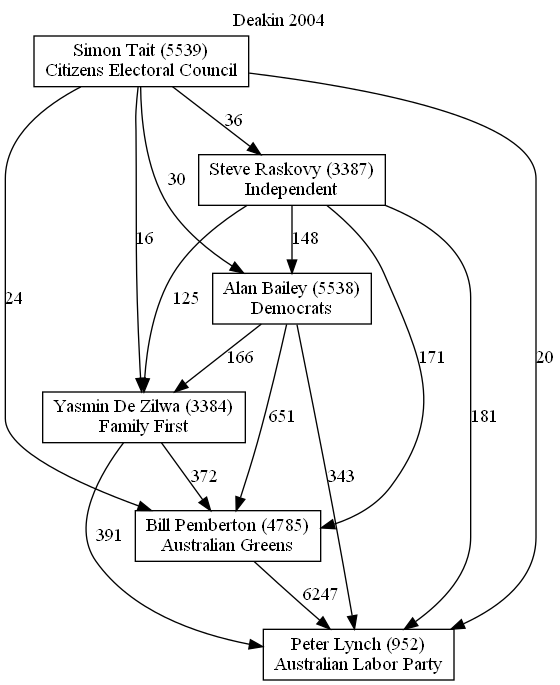 Deakin 2004
Simon Tait (5539)
Citizens Electoral Council
36
Steve Raskovy (3387)
Independent
30
16
148
Alan Bailey (5538)
Democrats
24
125
166
171
20
Yasmin De Zilwa (3384)
Family First
651
181
372
343
Bill Pemberton (4785)
Australian Greens
391
6247
Peter Lynch (952)
Australian Labor Party